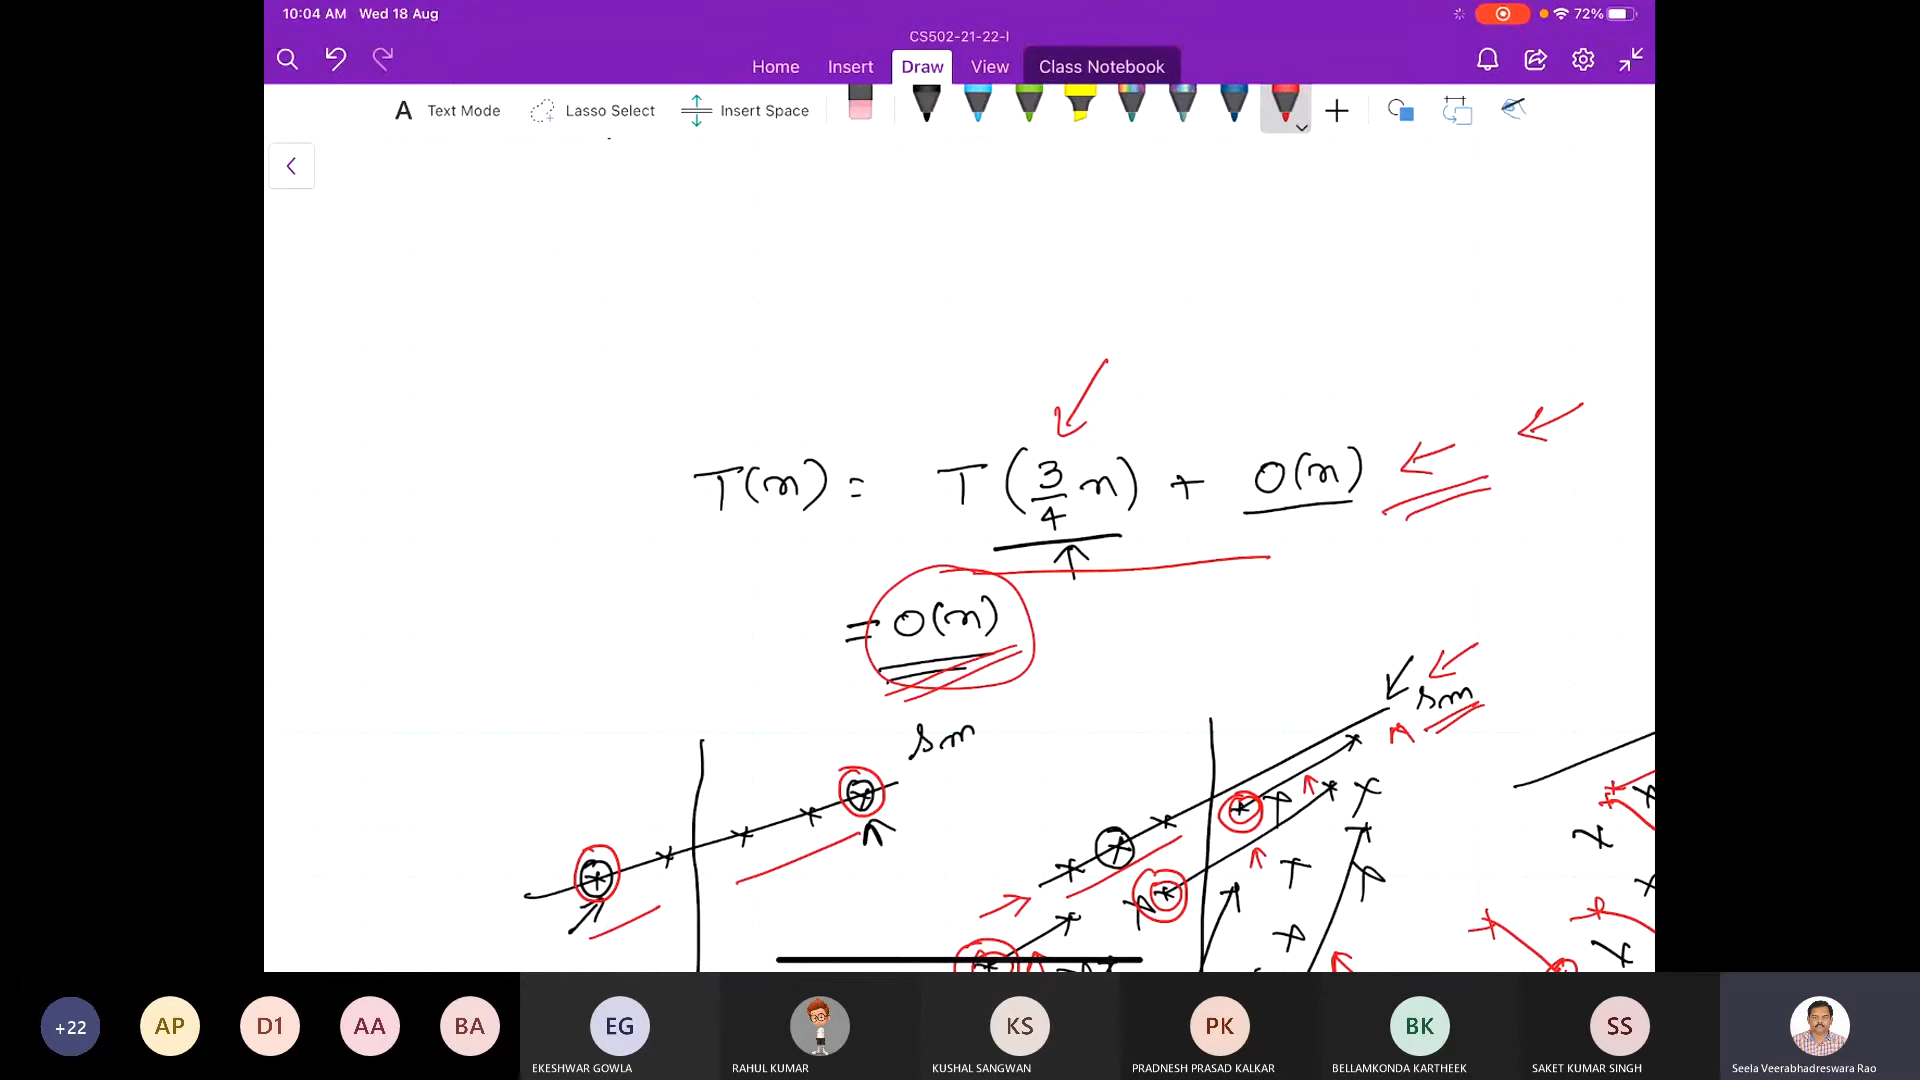 10:04 AM Wed 18 Aug
72%
CS502-21-22-I
Home Insert Draw View Class Notebook
A Text Mode Lasso Select Insert Space
T(n) = T(3/4 n) + O(n)
= O(n)
sm
sm
+22 AP D1 AA BA EG KS PK BK SS
EKESHWAR GOWLA RAHUL KUMAR KUSHAL SANGWAN PRADNESH PRASAD KALKAR BELLAMKONDA KARTHEEK SAKET KUMAR SINGH Seela Veerabhadreswara Rao